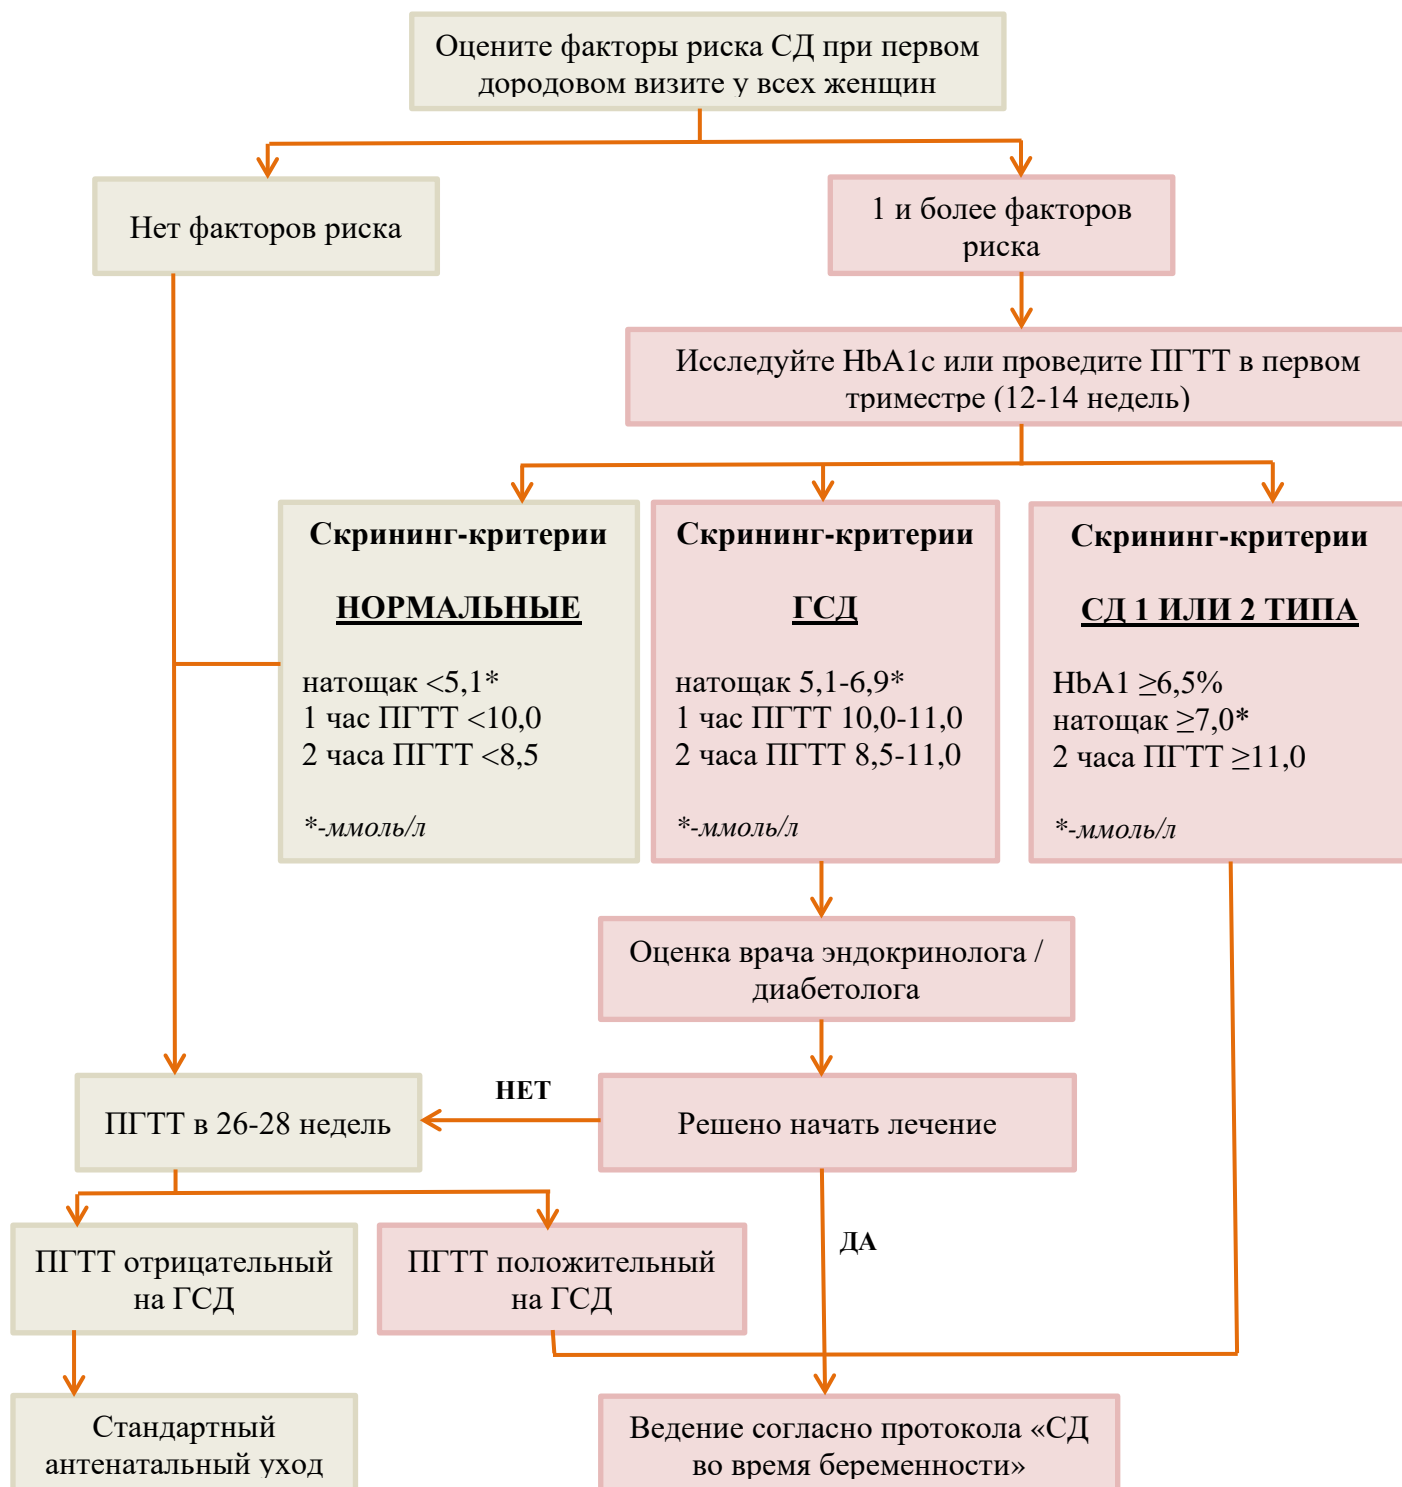 Оцените факторы риска СД при первом
дородовом визите у всех женщин
Нет факторов риска
1 и более факторов
риска
Исследуйте HbA1c или проведите ПГТТ в первом
триместре (12-14 недель)
Скрининг-критерии
НОРМАЛЬНЫЕ
натощак <5,1*
1 час ПГТТ <10,0
2 часа ПГТТ <8,5
*-ммоль/л
Скрининг-критерии
ГСД
натощак 5,1-6,9*
1 час ПГТТ 10,0-11,0
2 часа ПГТТ 8,5-11,0
*-ммоль/л
Скрининг-критерии
СД 1 ИЛИ 2 ТИПА
HbA1 ≥6,5%
натощак ≥7,0*
2 часа ПГТТ ≥11,0
*-ммоль/л
Оценка врача эндокринолога /
диабетолога
ПГТТ в 26-28 недель
НЕТ
Решено начать лечение
ПГТТ отрицательный
на ГСД
ПГТТ положительный
на ГСД
ДА
Стандартный
антенатальный уход
Ведение согласно протокола «СД
во время беременности»